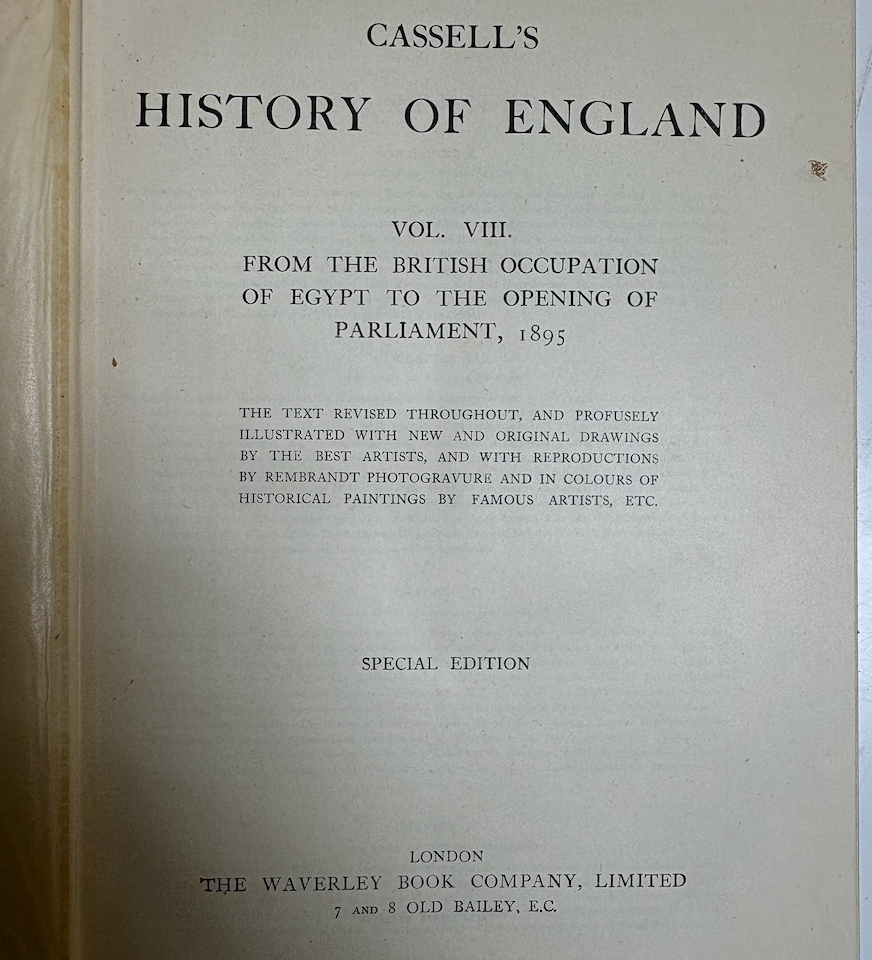 CASSELL'S
HISTORY OF ENGLAND
VOL. VIII.
FROM THE BRITISH OCCUPATION
OF EGYPT TO THE OPENING OF
PARLIAMENT, 1895
THE TEXT REVISED THROUGHOUT, AND PROFUSELY
ILLUSTRATED WITH NEW AND ORIGINAL DRAWINGS
BY THE BEST ARTISTS, AND WITH REPRODUCTIONS
BY REMBRANDT PHOTOGRAVURE AND IN COLOURS OF
HISTORICAL PAINTINGS BY FAMOUS ARTISTS, ETC.
SPECIAL EDITION
LONDON
THE WAVERLEY BOOK COMPANY, LIMITED
7 AND 8 OLD BAILEY, E.C.